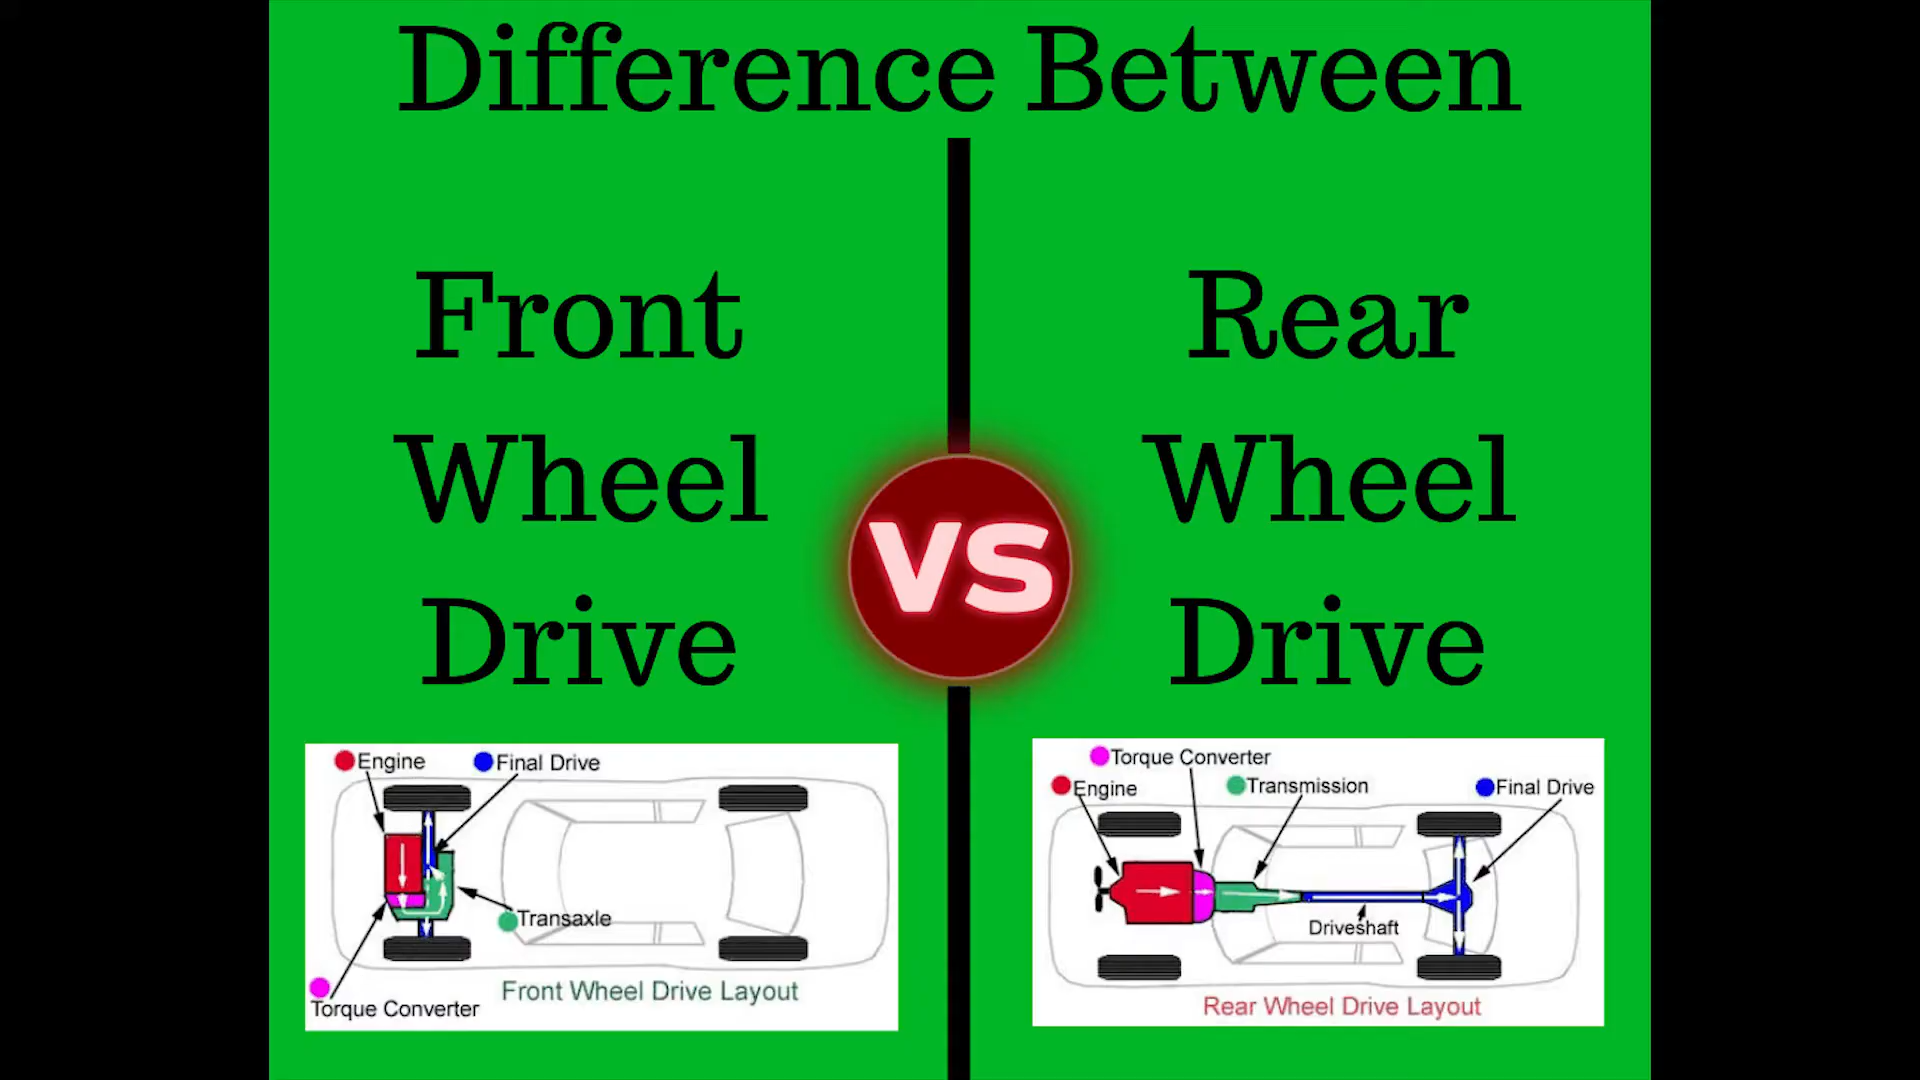 Difference Between
Front
Wheel
Drive
VS
Rear
Wheel
Drive
Engine
Final Drive
Transaxle
Torque Converter
Front Wheel Drive Layout
Torque Converter
Engine
Transmission
Final Drive
Driveshaft
Rear Wheel Drive Layout